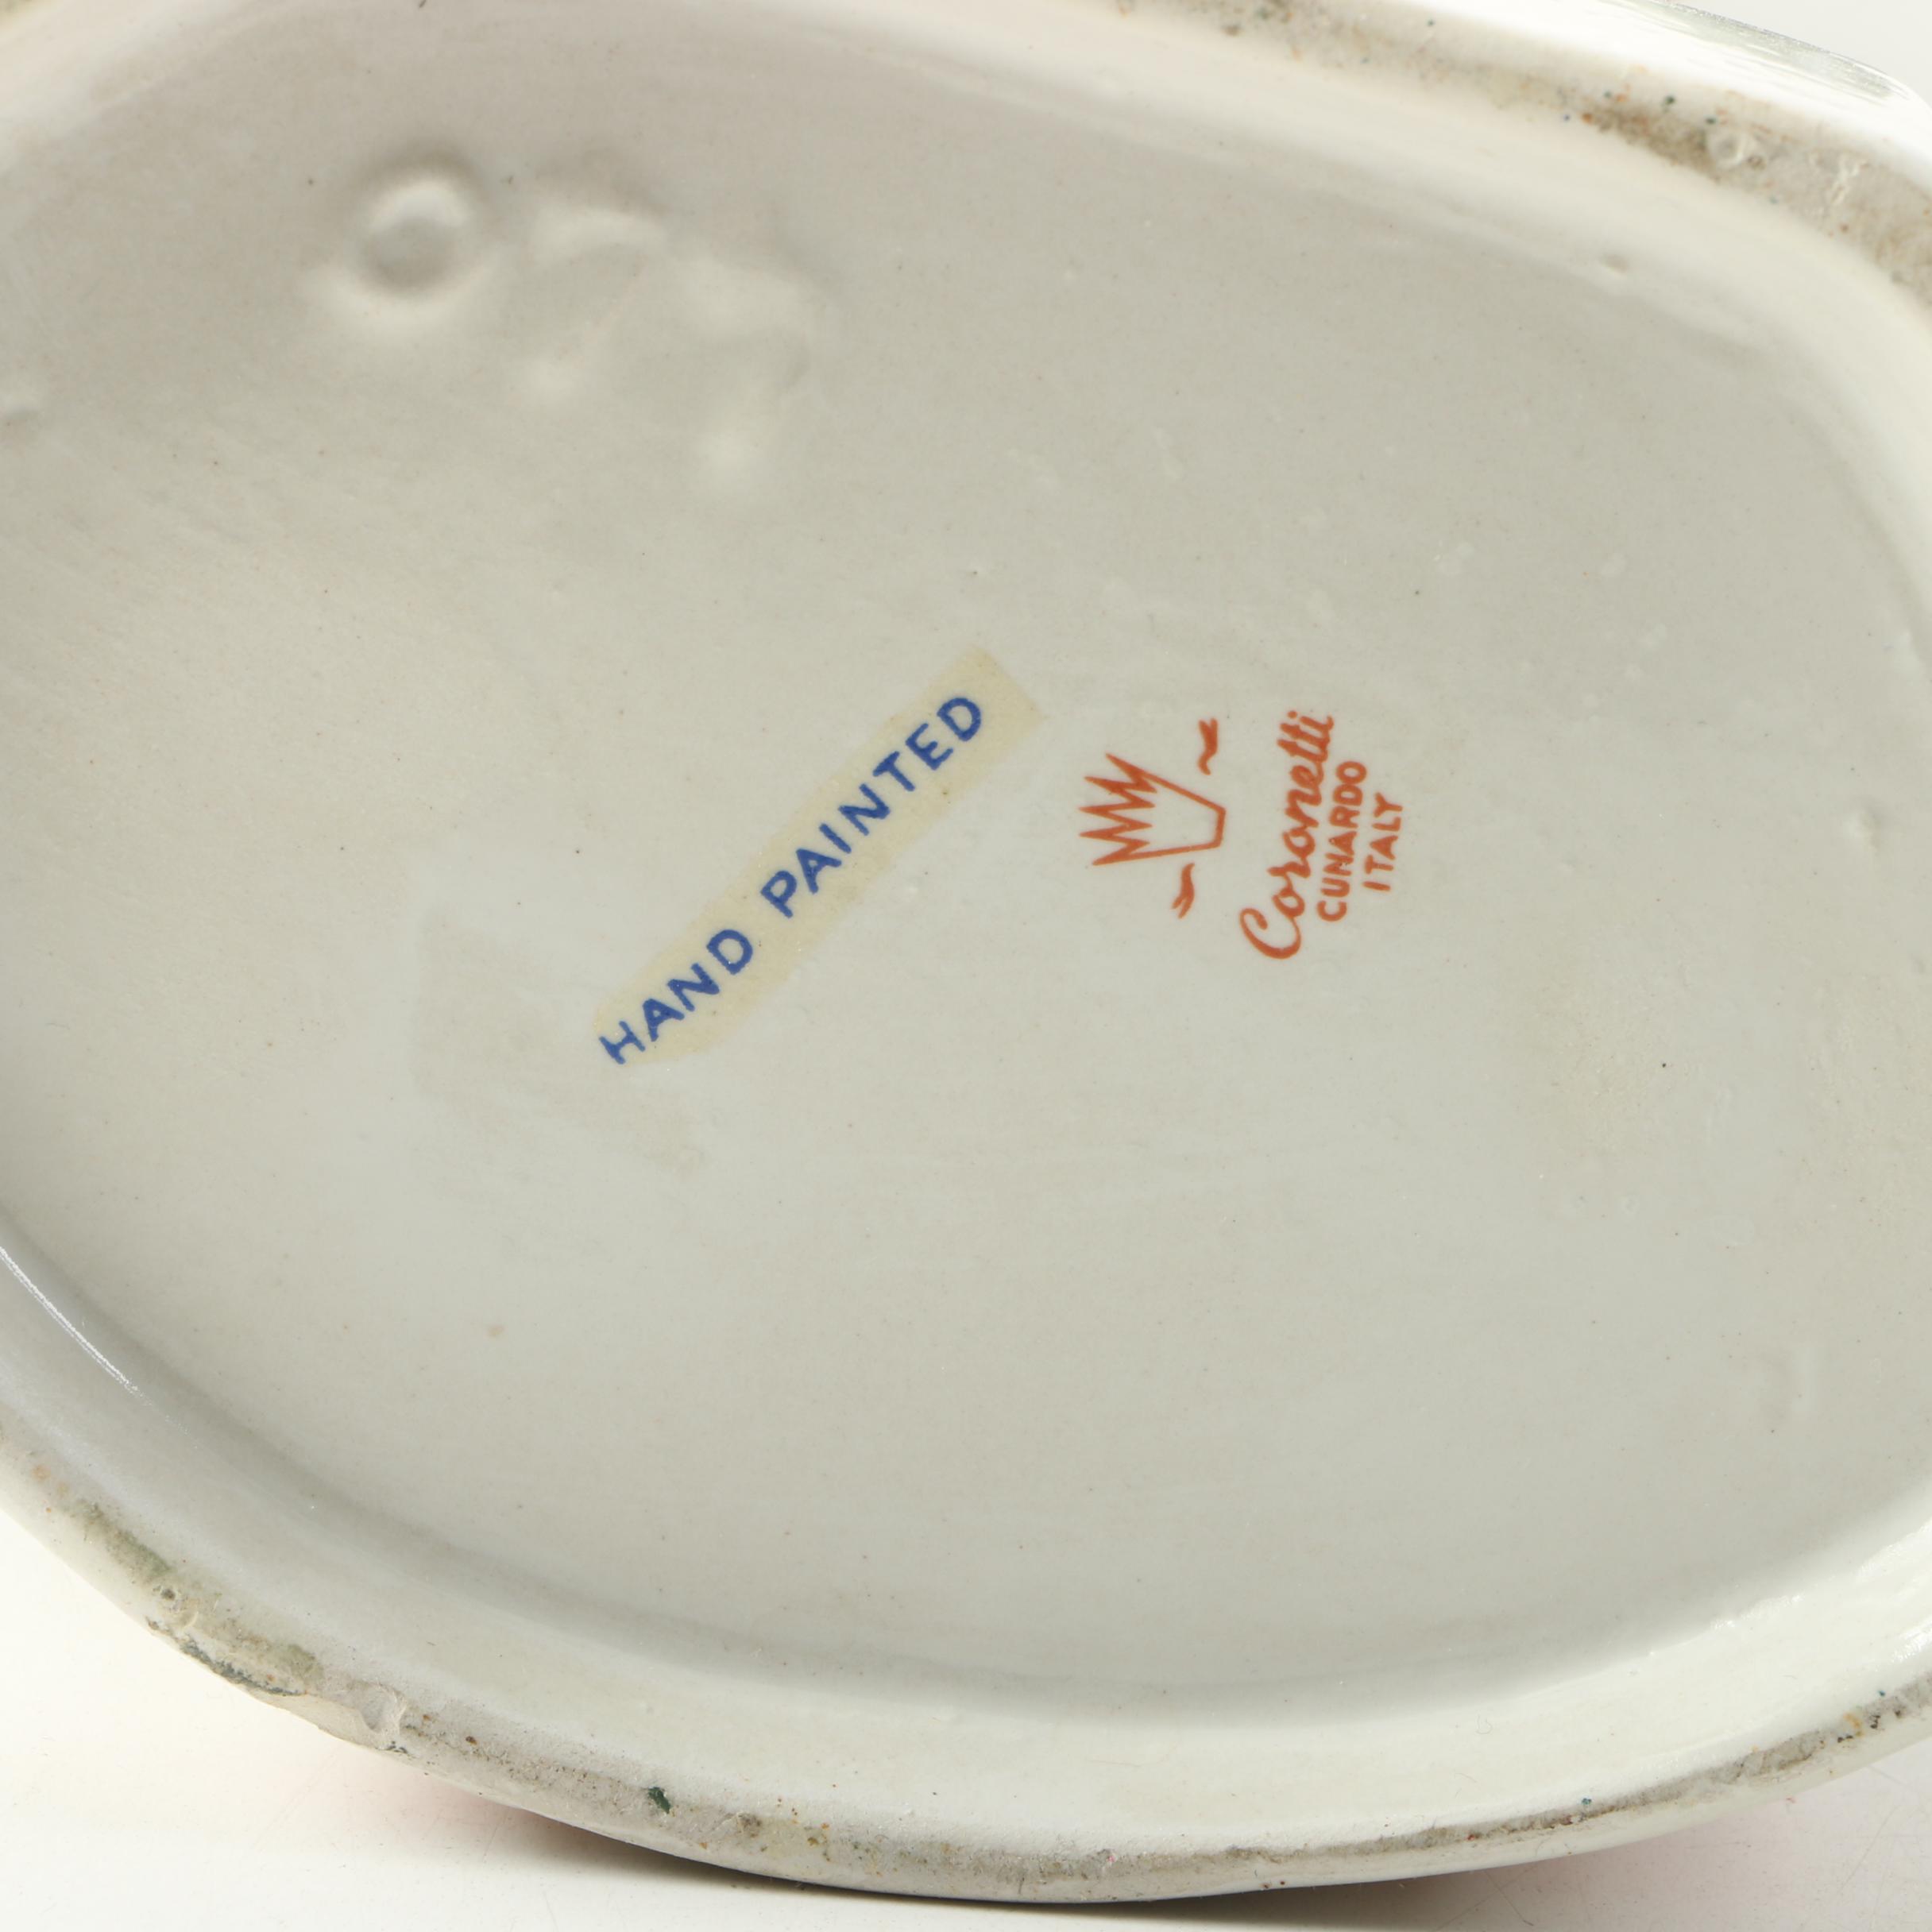 HAND PAINTED
Coronetti
CUNARDO
ITALY